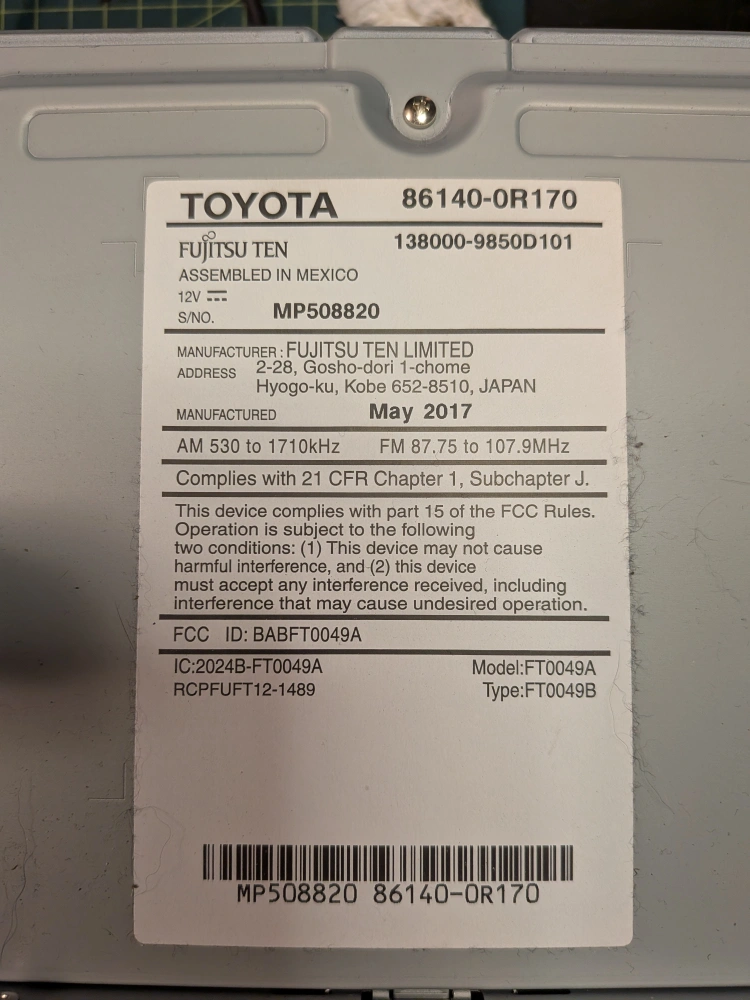 TOYOTA 86140-0R170
FUJITSU TEN 138000-9850D101
ASSEMBLED IN MEXICO
12V
S/NO. MP508820
MANUFACTURER : FUJITSU TEN LIMITED
ADDRESS 2-28, Gosho-dori 1-chome
Hyogo-ku, Kobe 652-8510, JAPAN
MANUFACTURED May 2017
AM 530 to 1710kHz FM 87.75 to 107.9MHz
Complies with 21 CFR Chapter 1, Subchapter J.
This device complies with part 15 of the FCC Rules.
Operation is subject to the following
two conditions: (1) This device may not cause
harmful interference, and (2) this device
must accept any interference received, including
interference that may cause undesired operation.
FCC ID: BABFT0049A
IC:2024B-FT0049A Model:FT0049A
RCPFUFT12-1489 Type:FT0049B
MP508820 86140-0R170